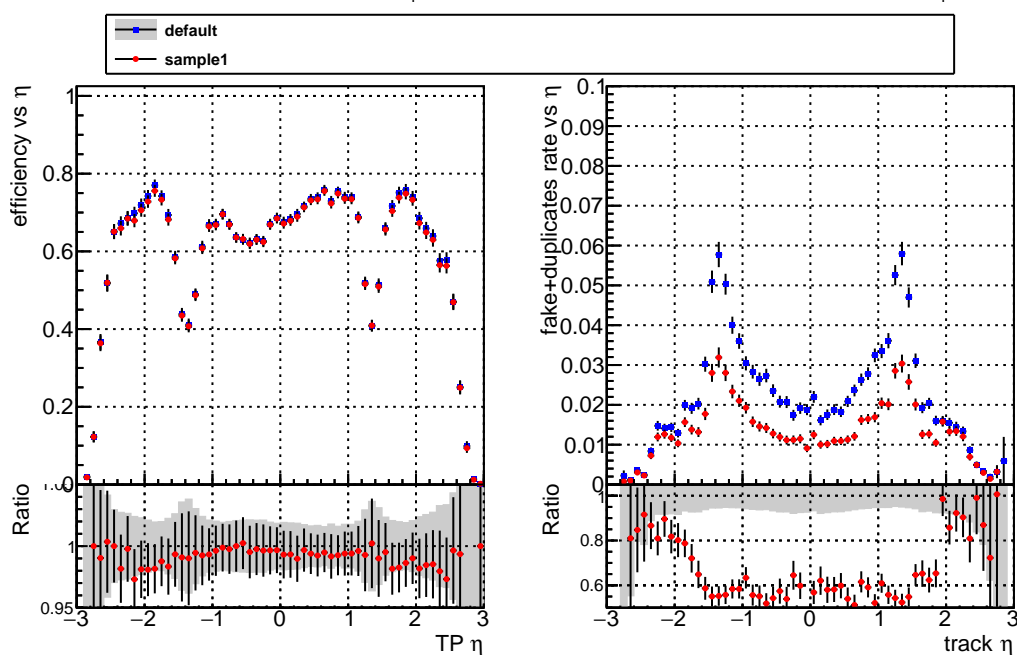 default
sample1
efficiency vs η
1
0.8
0.6
0.4
0.2
0
Ratio
1.05
1
0.95
−3 −2 −1 0 1 2 3
TP η
fake+duplicates rate vs η
0.1
0.09
0.08
0.07
0.06
0.05
0.04
0.03
0.02
0.01
0
Ratio
1
0.8
0.6
−3 −2 −1 0 1 2 3
track η